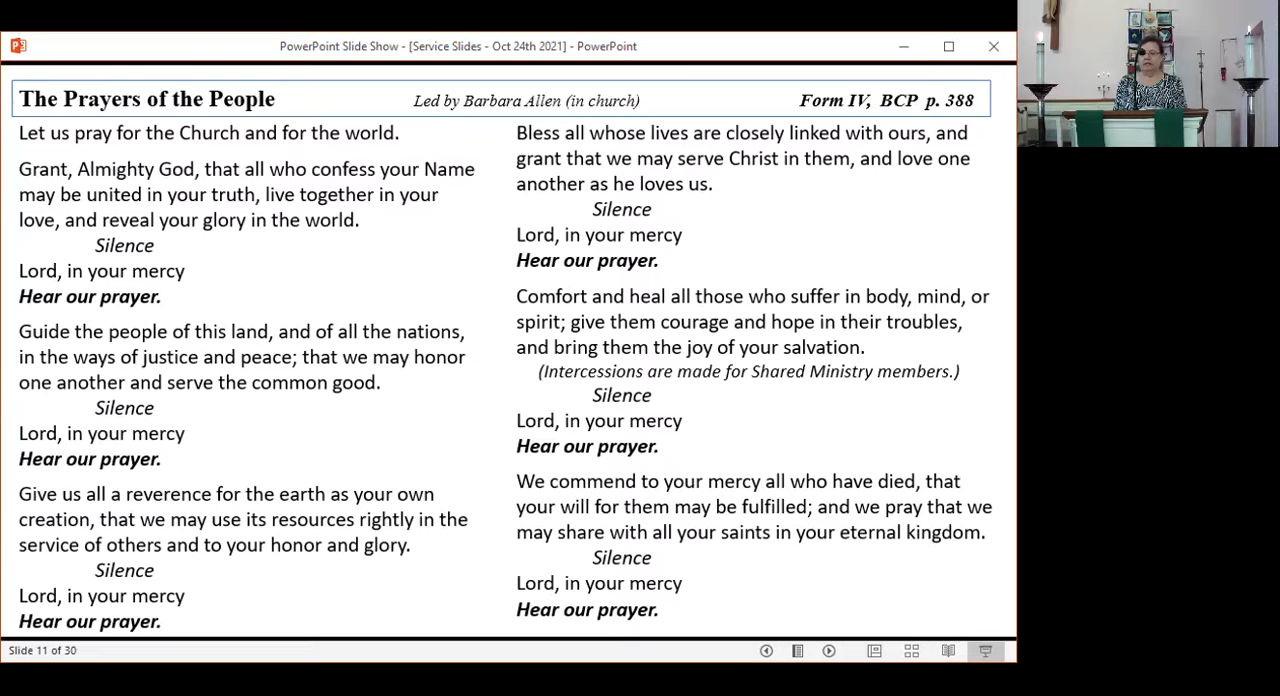 PowerPoint Slide Show - [Service Slides - Oct 24th 2021] - PowerPoint
The Prayers of the People Led by Barbara Allen (in church) Form IV, BCP p. 388
Let us pray for the Church and for the world.
Grant, Almighty God, that all who confess your Name
may be united in your truth, live together in your
love, and reveal your glory in the world.
Silence
Lord, in your mercy
Hear our prayer.
Guide the people of this land, and of all the nations,
in the ways of justice and peace; that we may honor
one another and serve the common good.
Silence
Lord, in your mercy
Hear our prayer.
Give us all a reverence for the earth as your own
creation, that we may use its resources rightly in the
service of others and to your honor and glory.
Silence
Lord, in your mercy
Hear our prayer.
Bless all whose lives are closely linked with ours, and
grant that we may serve Christ in them, and love one
another as he loves us.
Silence
Lord, in your mercy
Hear our prayer.
Comfort and heal all those who suffer in body, mind, or
spirit; give them courage and hope in their troubles,
and bring them the joy of your salvation.
(Intercessions are made for Shared Ministry members.)
Silence
Lord, in your mercy
Hear our prayer.
We commend to your mercy all who have died, that
your will for them may be fulfilled; and we pray that we
may share with all your saints in your eternal kingdom.
Silence
Lord, in your mercy
Hear our prayer.
Slide 11 of 30